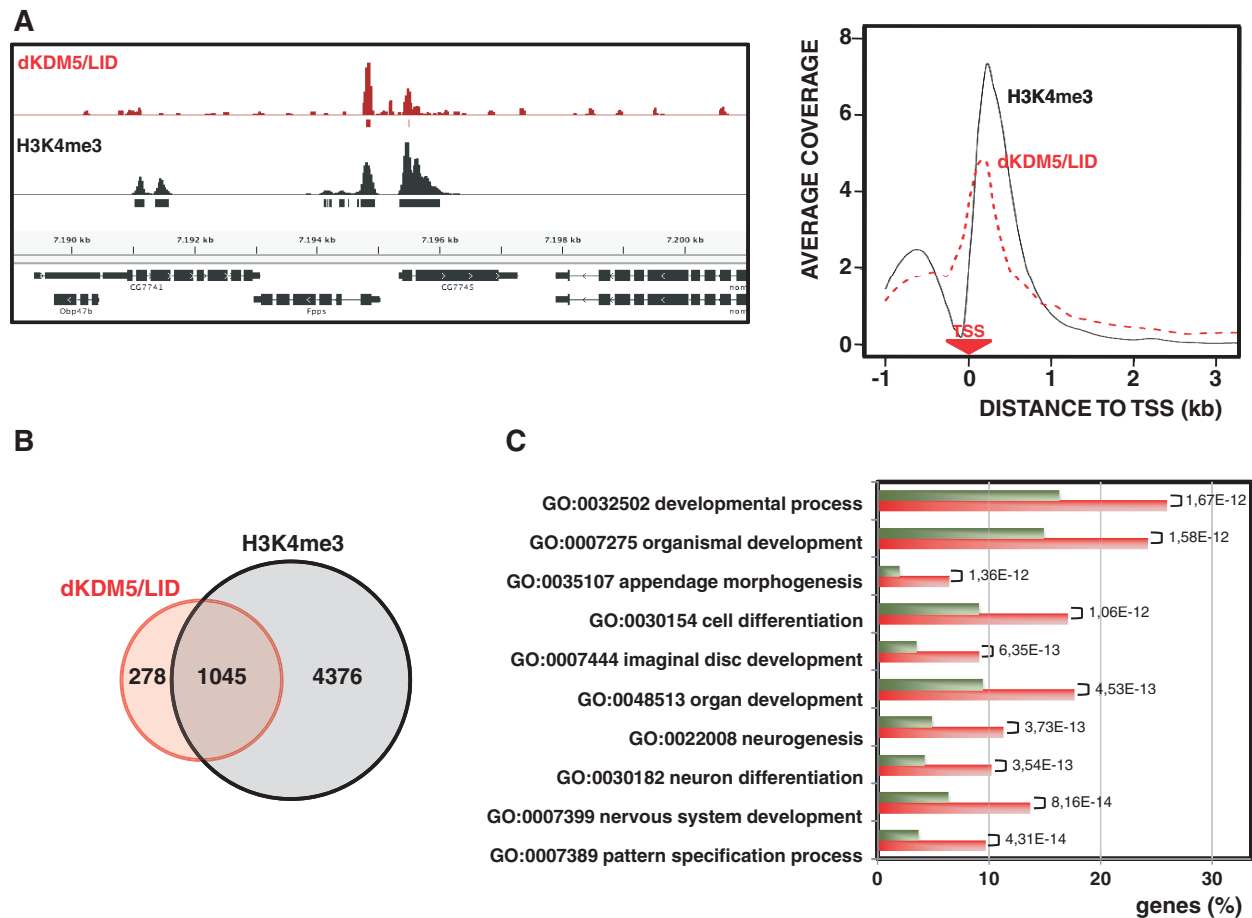 A
dKDM5/LID
H3K4me3
7.190 kb 7.192 kb 7.194 kb 7.196 kb 7.198 kb 7.200 kb
CG7741 CG7745 nom
Obp47b Fpps nom
8
6
4
2
0
AVERAGE COVERAGE
H3K4me3
dKDM5/LID
TSS
-1 0 1 2 3
DISTANCE TO TSS (kb)
B
H3K4me3
dKDM5/LID
278 1045 4376
C
GO:0032502 developmental process 1,67E-12
GO:0007275 organismal development 1,58E-12
GO:0035107 appendage morphogenesis 1,36E-12
GO:0030154 cell differentiation 1,06E-12
GO:0007444 imaginal disc development 6,35E-13
GO:0048513 organ development 4,53E-13
GO:0022008 neurogenesis 3,73E-13
GO:0030182 neuron differentiation 3,54E-13
GO:0007399 nervous system development 8,16E-14
GO:0007389 pattern specification process 4,31E-14
0 10 20 30
genes (%)